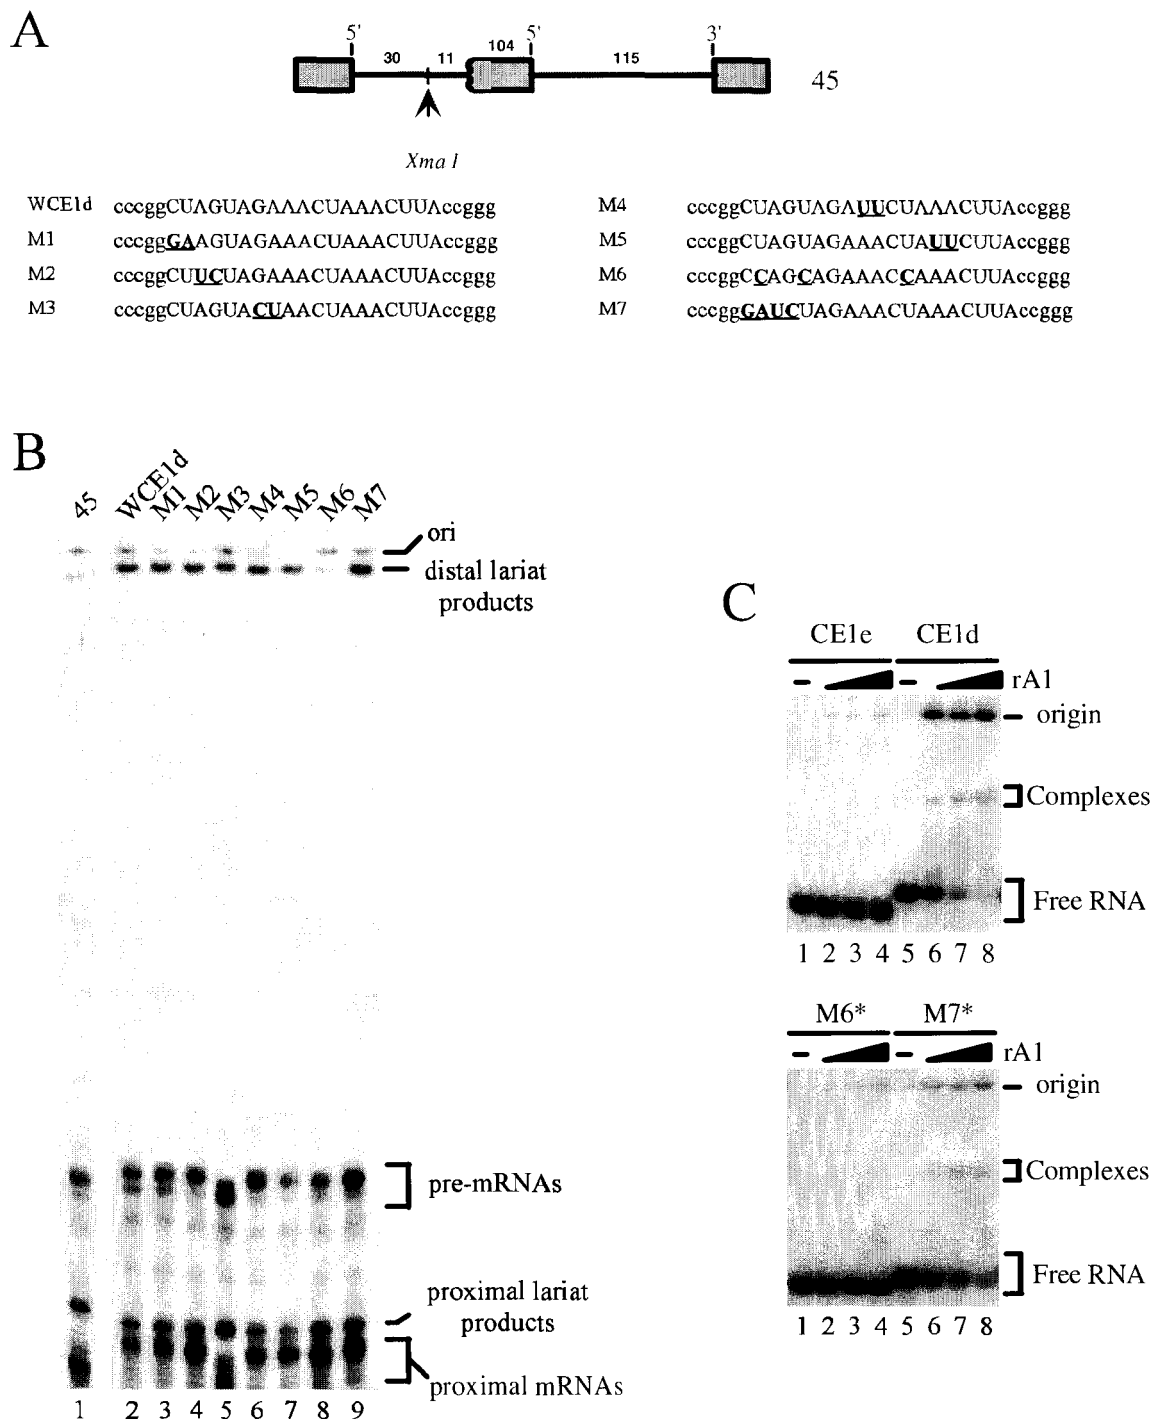 A
5' 5' 3'
30 11 104 115
45
Xma I
WCE1d cccggCUAGUAGAAACUAAACUUAccggg
M1 cccggGAAGUAGAAACUAAACUUAccggg
M2 cccggCUUCUAGAAACUAAACUUAccggg
M3 cccggCUAGUACUAACUAAACUUAccggg
M4 cccggCUAGUAGAUUCUAAACUUAccggg
M5 cccggCUAGUAGAAACUAUUCUUAccggg
M6 cccggCCAGCAGAAACCAAACUUAccggg
M7 cccggGAUCUAGAAACUAAACUUAccggg
B
45 WCE1d M1 M2 M3 M4 M5 M6 M7
ori
distal lariat
products
pre-mRNAs
proximal lariat
products
proximal mRNAs
1 2 3 4 5 6 7 8 9
C
CE1e CE1d
- - rA1
origin
Complexes
Free RNA
1 2 3 4 5 6 7 8
M6* M7*
- - rA1
origin
Complexes
Free RNA
1 2 3 4 5 6 7 8